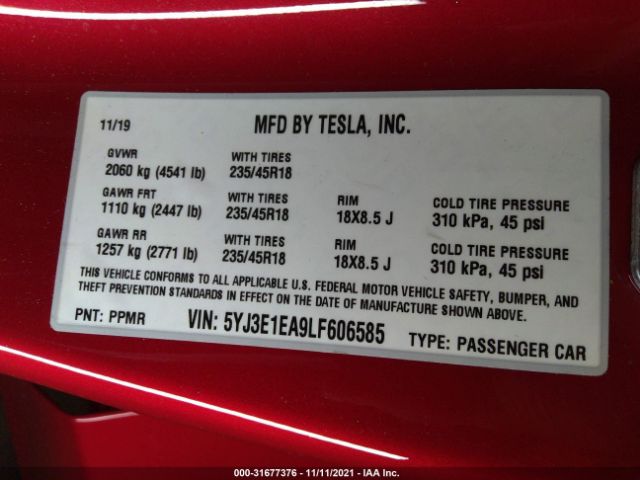 11/19 MFD BY TESLA, INC.
GVWR WITH TIRES
2060 kg (4541 lb) 235/45R18
GAWR FRT WITH TIRES RIM COLD TIRE PRESSURE
1110 kg (2447 lb) 235/45R18 18X8.5 J 310 kPa, 45 psi
GAWR RR WITH TIRES RIM COLD TIRE PRESSURE
1257 kg (2771 lb) 235/45R18 18X8.5 J 310 kPa, 45 psi
THIS VEHICLE CONFORMS TO ALL APPLICABLE U.S. FEDERAL MOTOR VEHICLE SAFETY, BUMPER, AND
THEFT PREVENTION STANDARDS IN EFFECT ON THE DATE OF MANUFACTURE SHOWN ABOVE.
PNT: PPMR VIN: 5YJ3E1EA9LF606585 TYPE: PASSENGER CAR
000-31677376 - 11/11/2021 - IAA Inc.